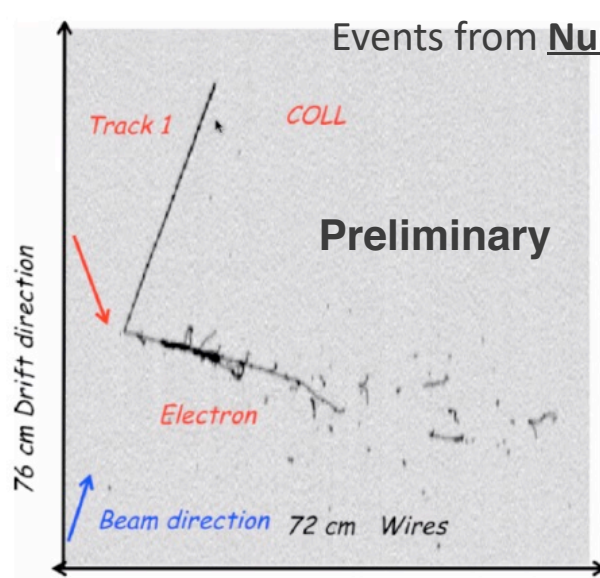 Events from Nu
Track 1
COLL
Preliminary
76 cm Drift direction
Electron
Beam direction 72 cm Wires